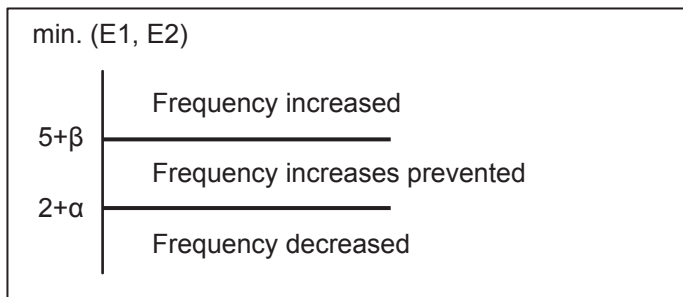 min. (E1, E2)
Frequency increased
5+β
Frequency increases prevented
2+α
Frequency decreased